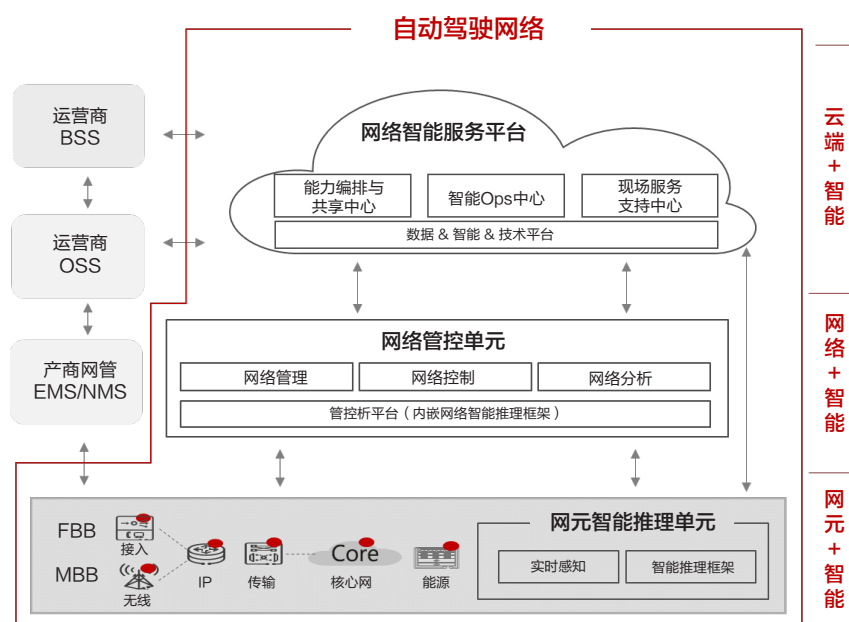 自动驾驶网络
运营商
BSS
运营商
OSS
产商网管
EMS/NMS
网络智能服务平台
能力编排与
共享中心
智能Ops中心
现场服务
支持中心
数据 & 智能 & 技术平台
网络管控单元
网络管理
网络控制
网络分析
管控析平台（内嵌网络智能推理框架）
FBB
接入
MBB
无线
IP
传输
Core
核心网
能源
网元智能推理单元
实时感知
智能推理框架
云端+智能
网络+智能
网元+智能